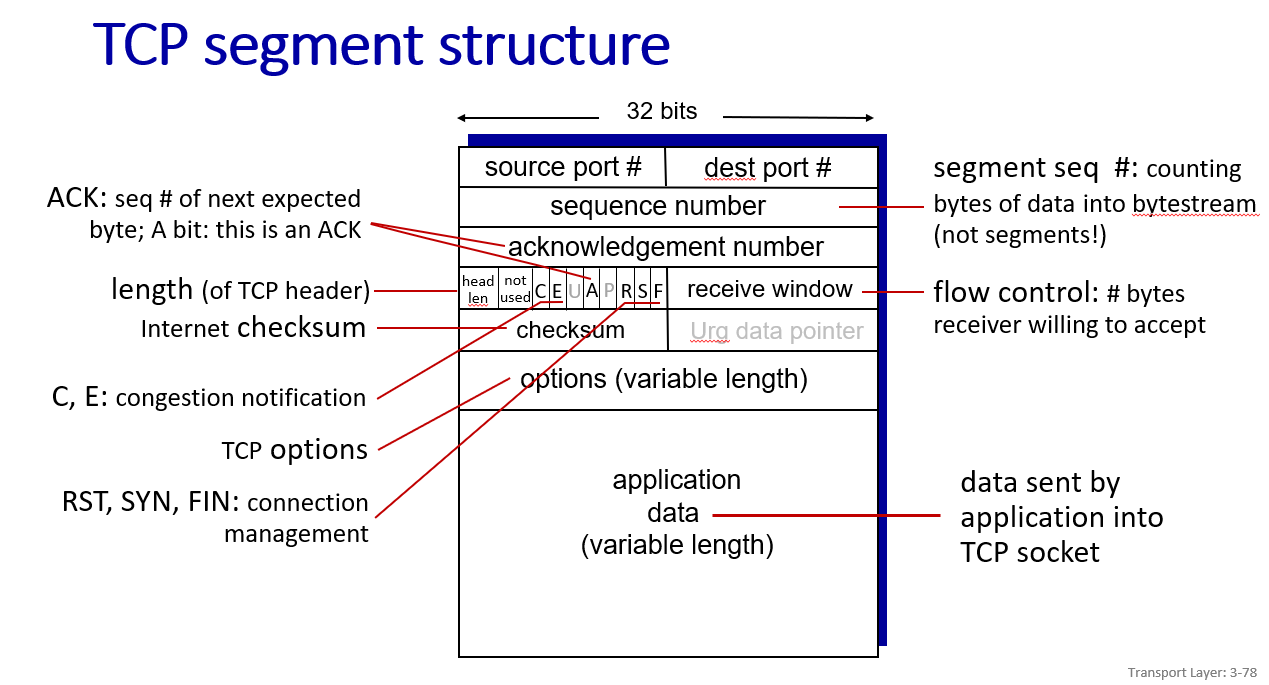 TCP segment structure
32 bits
source port #
dest port #
sequence number
acknowledgement number
head
len
not
used
C
E
U
A
P
R
S
F
receive window
checksum
Urg data pointer
options (variable length)
application
data
(variable length)
ACK: seq # of next expected
byte; A bit: this is an ACK
length (of TCP header)
Internet checksum
C, E: congestion notification
TCP options
RST, SYN, FIN: connection
management
segment seq #: counting
bytes of data into bytestream
(not segments!)
flow control: # bytes
receiver willing to accept
data sent by
application into
TCP socket
Transport Layer: 3-78